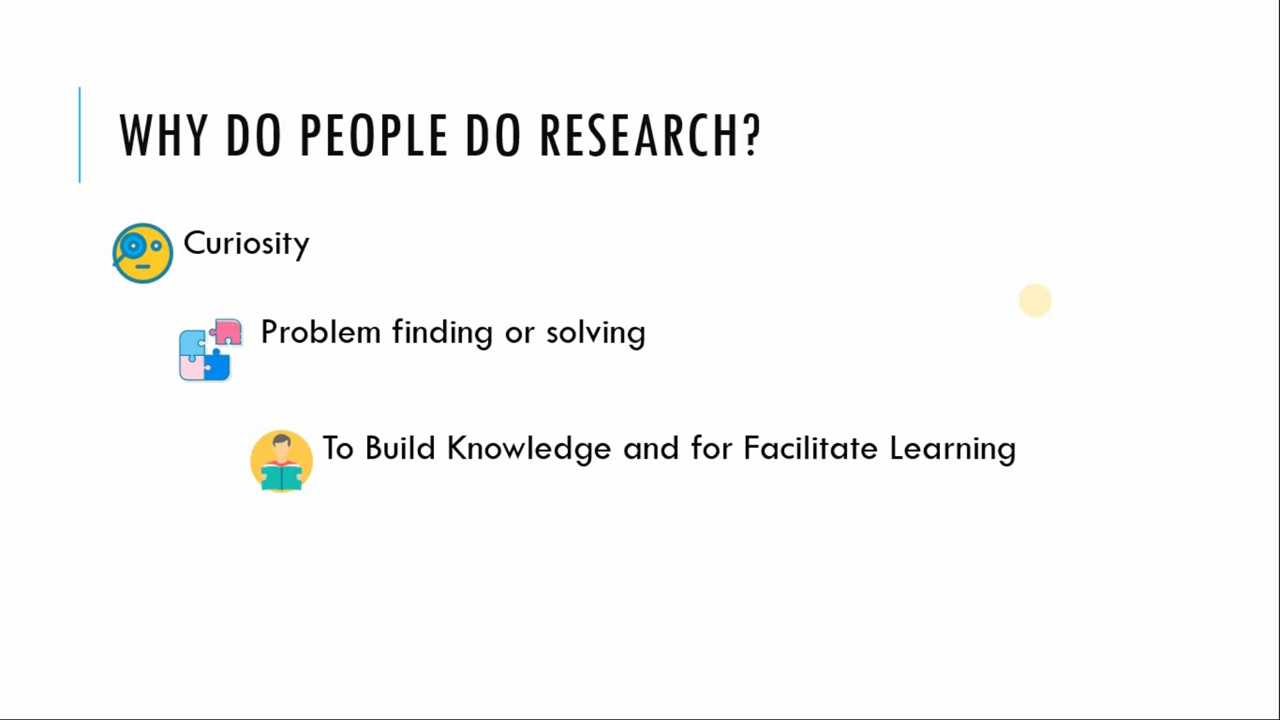 WHY DO PEOPLE DO RESEARCH?
Curiosity
Problem finding or solving
To Build Knowledge and for Facilitate Learning